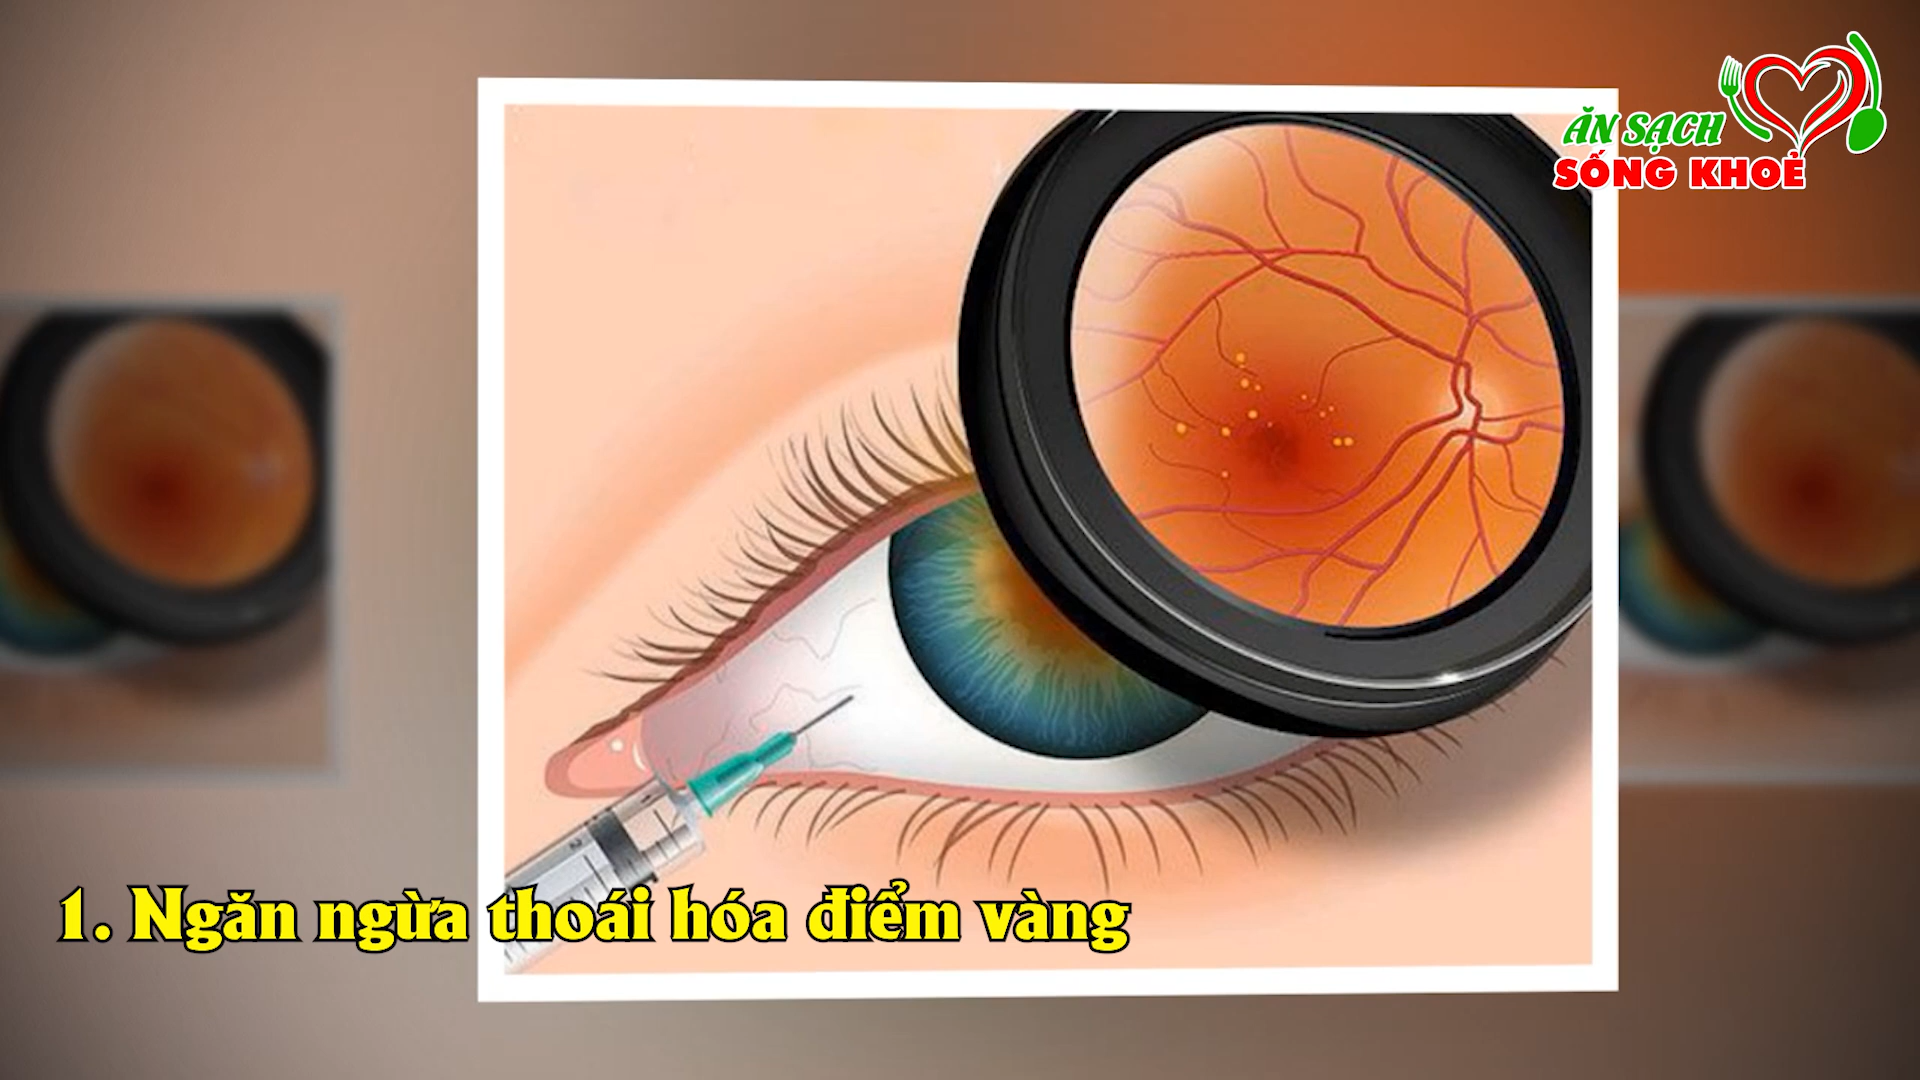 ĂN SẠCH
SỐNG KHOẺ
1. Ngăn ngừa thoái hóa điểm vàng